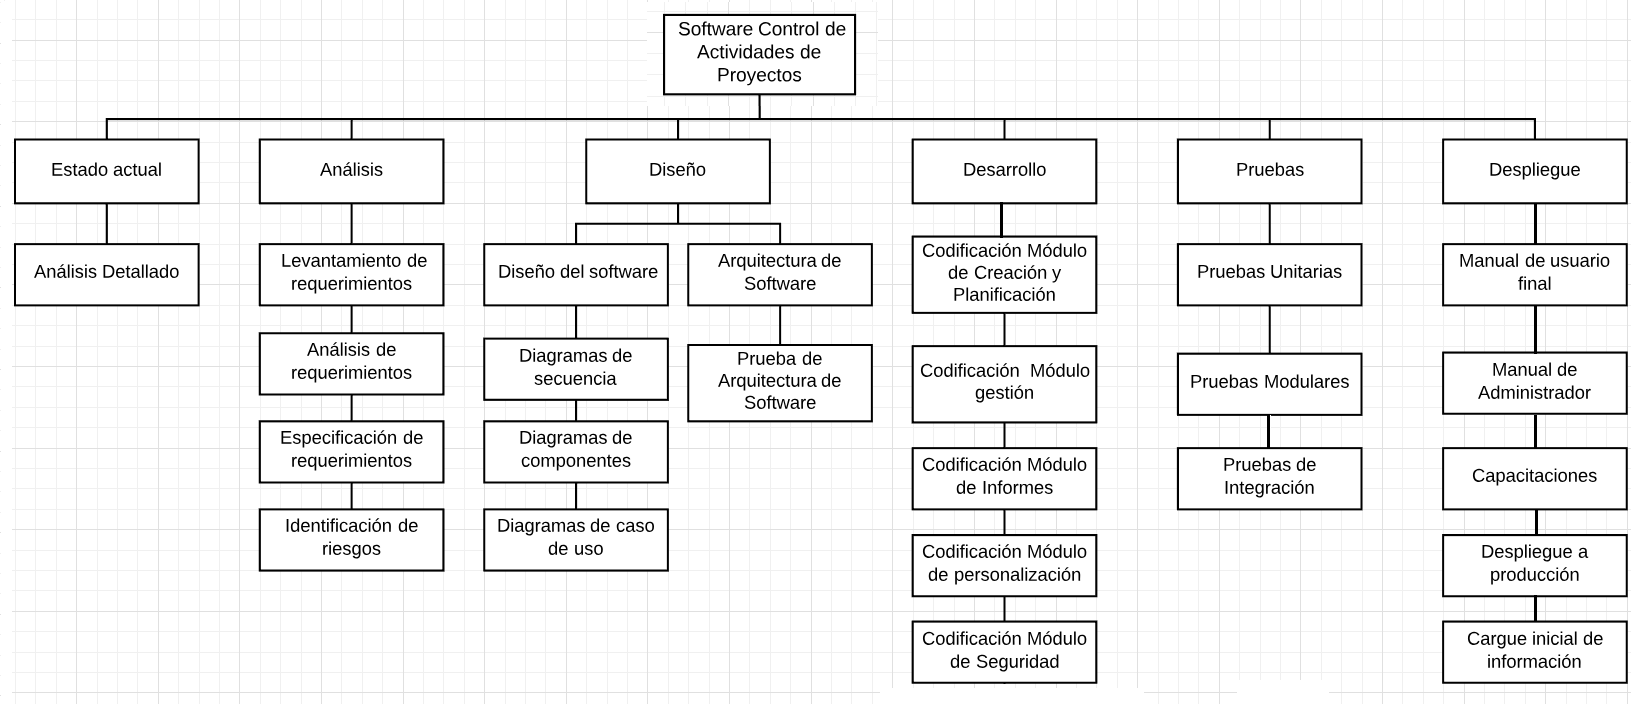 Software Control de
Actividades de
Proyectos
Estado actual
Análisis
Diseño
Desarrollo
Pruebas
Despliegue
Análisis Detallado
Levantamiento de
requerimientos
Análisis de
requerimientos
Especificación de
requerimientos
Identificación de
riesgos
Diseño del software
Diagramas de
secuencia
Diagramas de
componentes
Diagramas de caso
de uso
Arquitectura de
Software
Prueba de
Arquitectura de
Software
Codificación Módulo
de Creación y
Planificación
Codificación  Módulo
gestión
Codificación Módulo
de Informes
Codificación Módulo
de personalización
Codificación Módulo
de Seguridad
Pruebas Unitarias
Pruebas Modulares
Pruebas de
Integración
Manual de usuario
final
Manual de
Administrador
Capacitaciones
Despliegue a
producción
Cargue inicial de
información